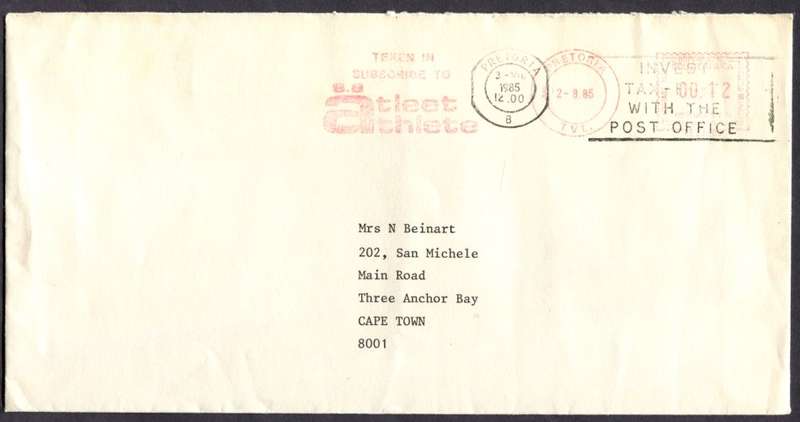 TEKEN IN
SUBSCRIBE TO
S.A
atleet
athlete
PRETORIA
1985
12.00
8
PRETORIA
2-8.85
TVL.
INVEST
TAX- 00.12
WITH THE
POST OFFICE
Mrs N Beinart
202, San Michele
Main Road
Three Anchor Bay
CAPE TOWN
8001